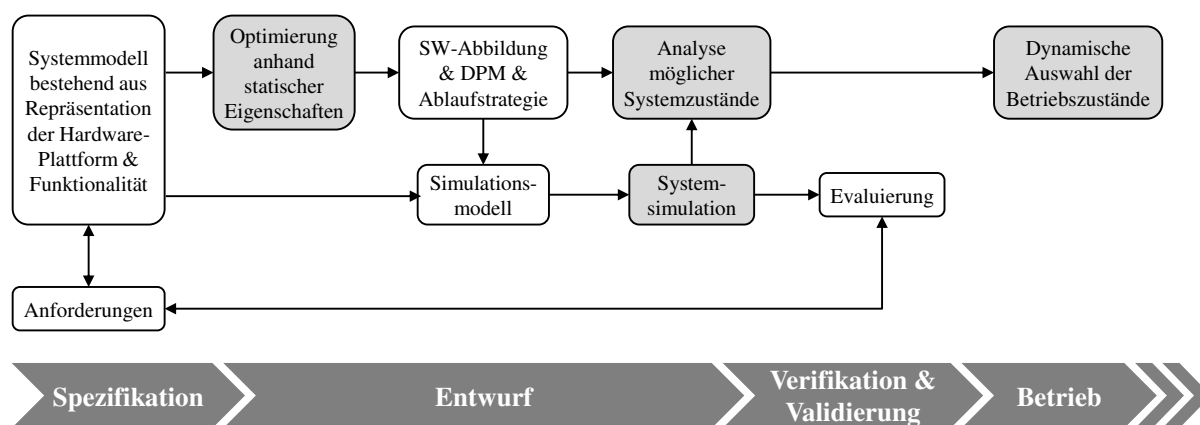 Systemmodell
bestehend aus
Repräsentation
der Hardware-
Plattform &
Funktionalität
Optimierung
anhand
statischer
Eigenschaften
SW-Abbildung
& DPM &
Ablaufstrategie
Analyse
möglicher
Systemzustände
Dynamische
Auswahl der
Betriebszustände
Simulations-
modell
System-
simulation
Evaluierung
Anforderungen
Spezifikation
Entwurf
Verifikation &
Validierung
Betrieb